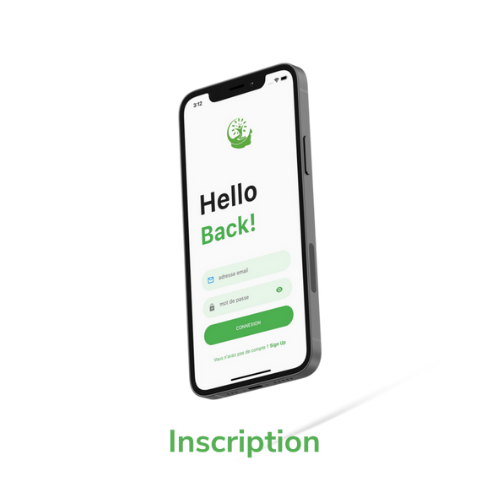 3:12
Hello
Back!
adresse email
mot de passe
CONNEXION
Vous n'avez pas de compte ? Sign Up
Inscription